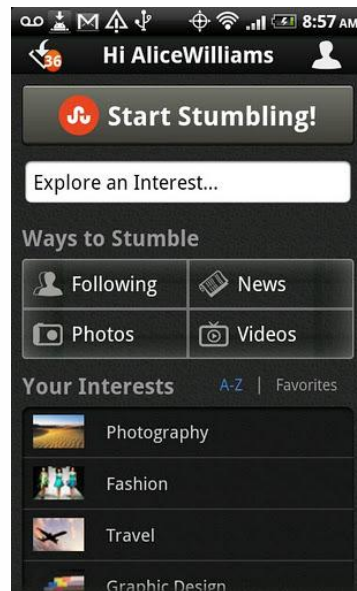 8:57 AM
36
Hi AliceWilliams
Start Stumbling!
Explore an Interest...
Ways to Stumble
Following
News
Photos
Videos
Your Interests
A-Z | Favorites
Photography
Fashion
Travel
Graphic Design